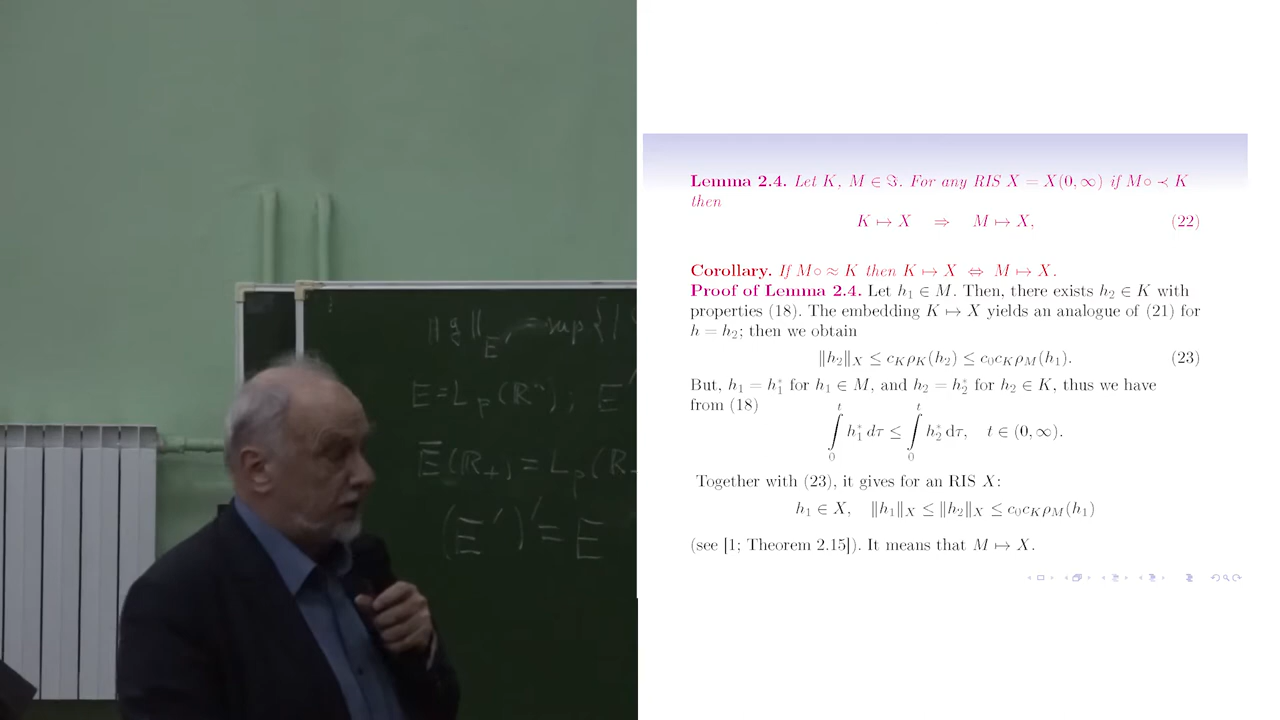 ‖g‖_E' = sup{|
E = L_p(R^n); E'
Ē(R_+) = L_p(R_+
(E')' = E
Lemma 2.4. Let K, M ∈ ℑ. For any RIS X = X(0, ∞) if M∘ ≺ K
then
K ↦ X ⇒ M ↦ X, (22)
Corollary. If M∘ ≈ K then K ↦ X ⇔ M ↦ X.
Proof of Lemma 2.4. Let h₁ ∈ M. Then, there exists h₂ ∈ K with
properties (18). The embedding K ↦ X yields an analogue of (21) for
h = h₂; then we obtain
‖h₂‖_X ≤ c_K ρ_K(h₂) ≤ c₀c_K ρ_M(h₁). (23)
But, h₁ = h₁* for h₁ ∈ M, and h₂ = h₂* for h₂ ∈ K, thus we have
from (18)
∫₀ᵗ h₁* dτ ≤ ∫₀ᵗ h₂* dτ, t ∈ (0, ∞).
Together with (23), it gives for an RIS X:
h₁ ∈ X, ‖h₁‖_X ≤ ‖h₂‖_X ≤ c₀c_K ρ_M(h₁)
(see [1; Theorem 2.15]). It means that M ↦ X.